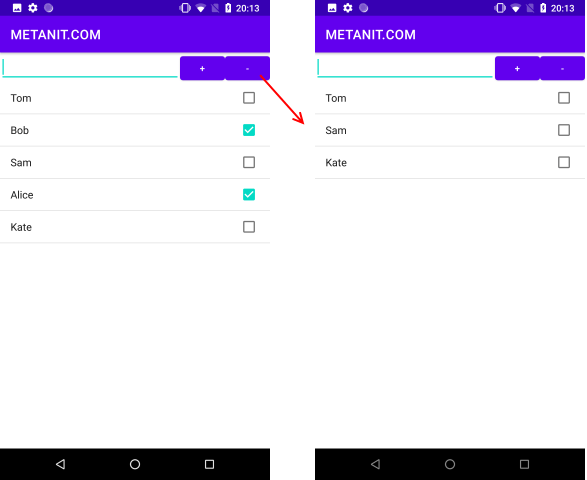 20:13
METANIT.COM
+ -
Tom
Bob
Sam
Alice
Kate
20:13
METANIT.COM
+ -
Tom
Sam
Kate